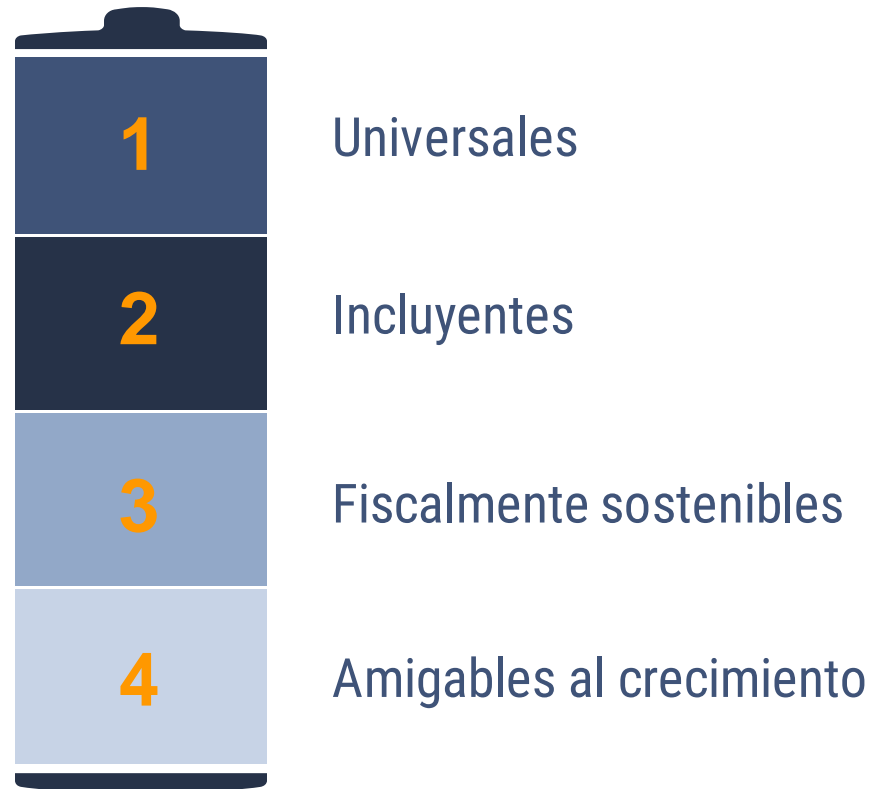 1 Universales
2 Incluyentes
3 Fiscalmente sostenibles
4 Amigables al crecimiento